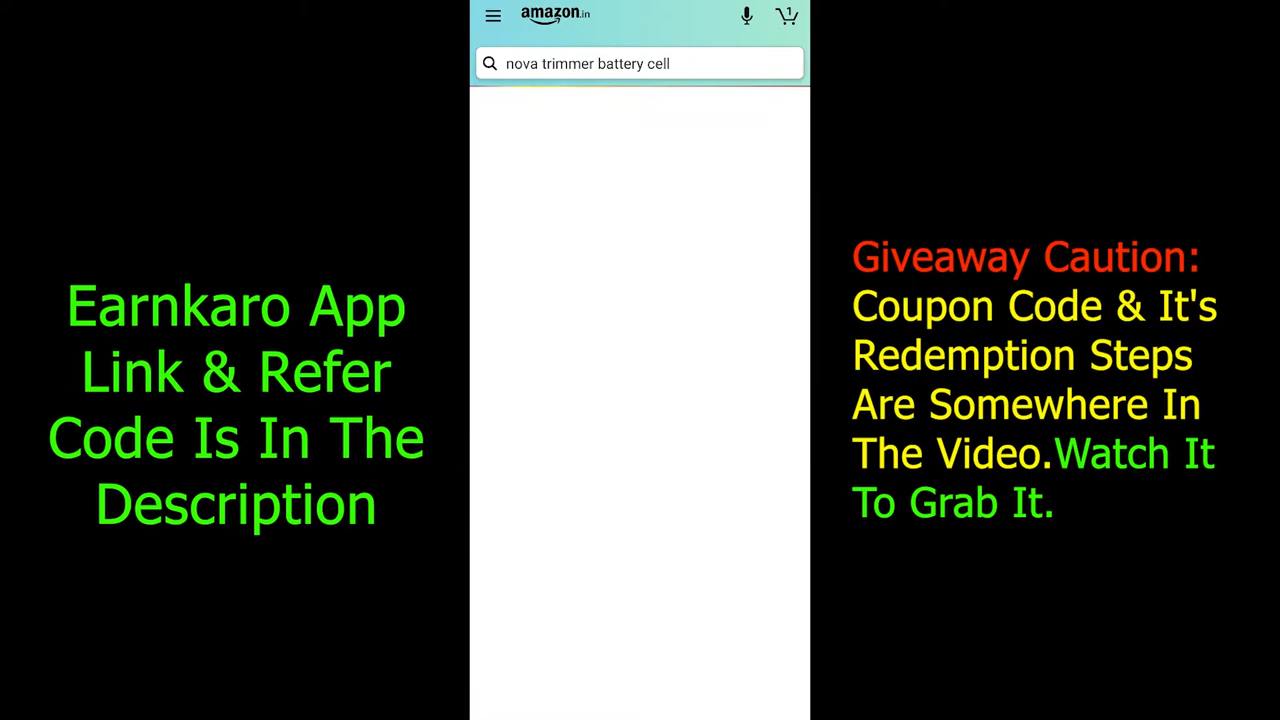 amazon.in
1
nova trimmer battery cell
Earnkaro App
Link & Refer
Code Is In The
Description
Giveaway Caution:
Coupon Code & It's
Redemption Steps
Are Somewhere In
The Video.Watch It
To Grab It.